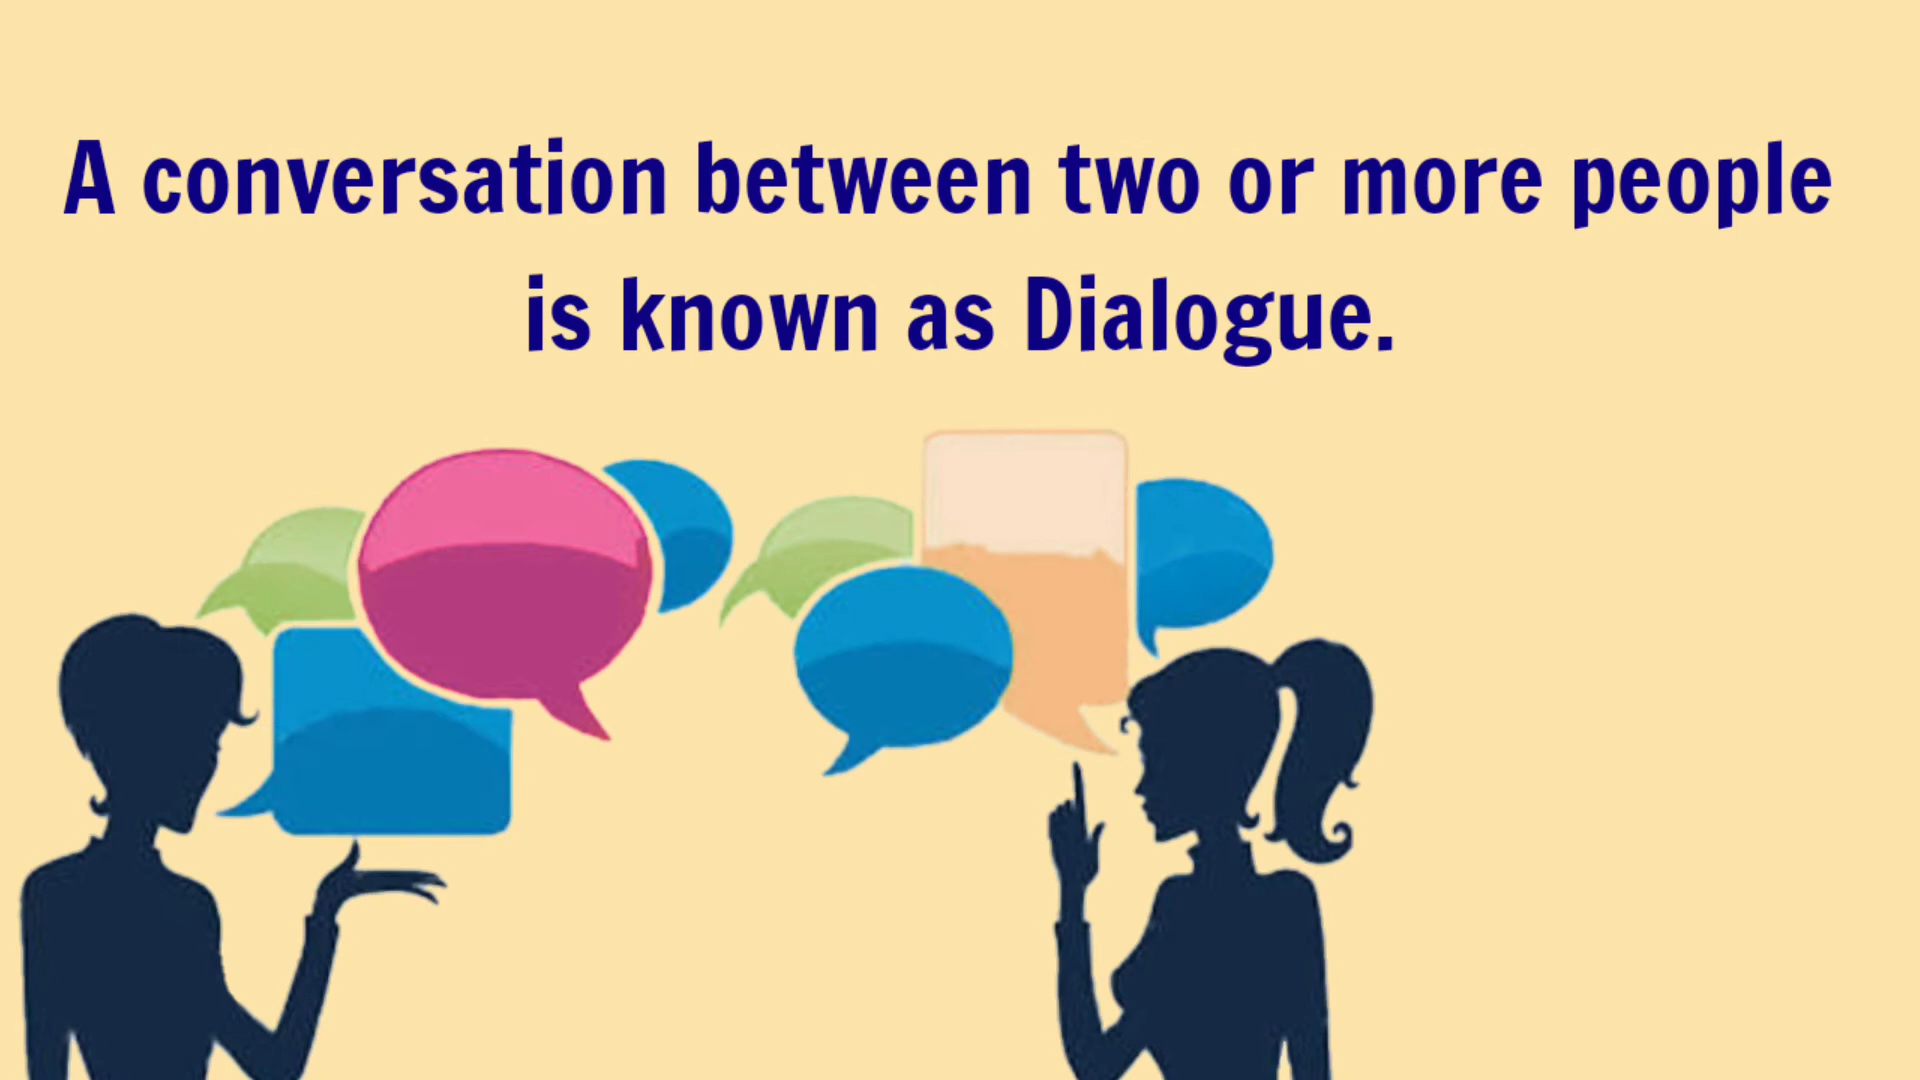 A conversation between two or more people
is known as Dialogue.